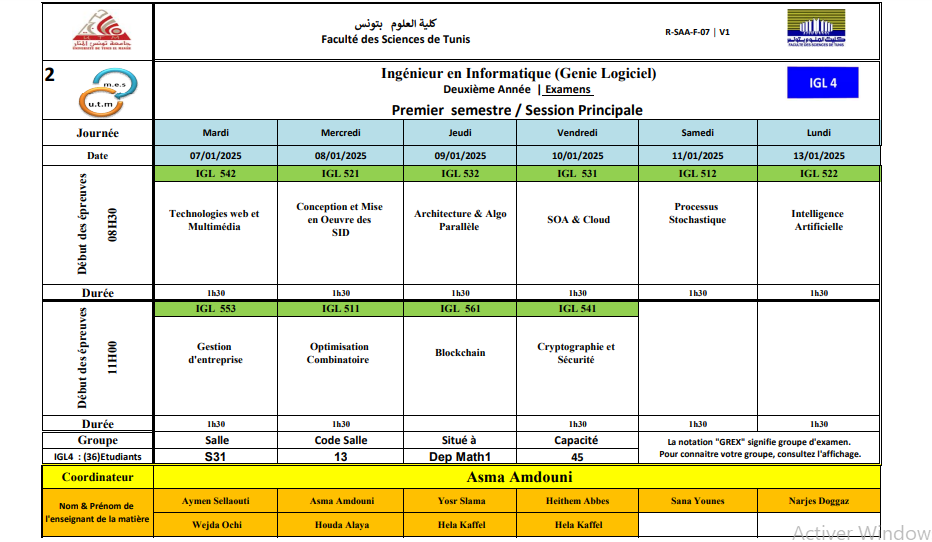 كلية العلوم بتونس
Faculté des Sciences de Tunis
R-SAA-F-07 | V1
2
m.e.s
u.t.m
Ingénieur en Informatique (Genie Logiciel)
Deuxième Année | Examens
Premier semestre / Session Principale
IGL 4
Journée Mardi Mercredi Jeudi Vendredi Samedi Lundi
Date 07/01/2025 08/01/2025 09/01/2025 10/01/2025 11/01/2025 13/01/2025
Début des épreuves
08H30
IGL 542 IGL 521 IGL 532 IGL 531 IGL 512 IGL 522
Technologies web et
Multimédia
Conception et Mise
en Oeuvre des
SID
Architecture & Algo
Parallèle
SOA & Cloud
Processus
Stochastique
Intelligence
Artificielle
Durée 1h30 1h30 1h30 1h30 1h30 1h30
Début des épreuves
11H00
IGL 553 IGL 511 IGL 561 IGL 541
Gestion
d'entreprise
Optimisation
Combinatoire
Blockchain
Cryptographie et
Sécurité
Durée 1h30 1h30 1h30 1h30 1h30 1h30
Groupe Salle Code Salle Situé à Capacité
IGL4 : (36)Etudiants S31 13 Dep Math1 45
La notation "GREX" signifie groupe d'examen.
Pour connaitre votre groupe, consultez l'affichage.
Coordinateur Asma Amdouni
Nom & Prénom de
l'enseignant de la matière
Aymen Sellaouti Asma Amdouni Yosr Slama Heithem Abbes Sana Younes Narjes Doggaz
Wejda Ochi Houda Alaya Hela Kaffel Hela Kaffel
Activer Window